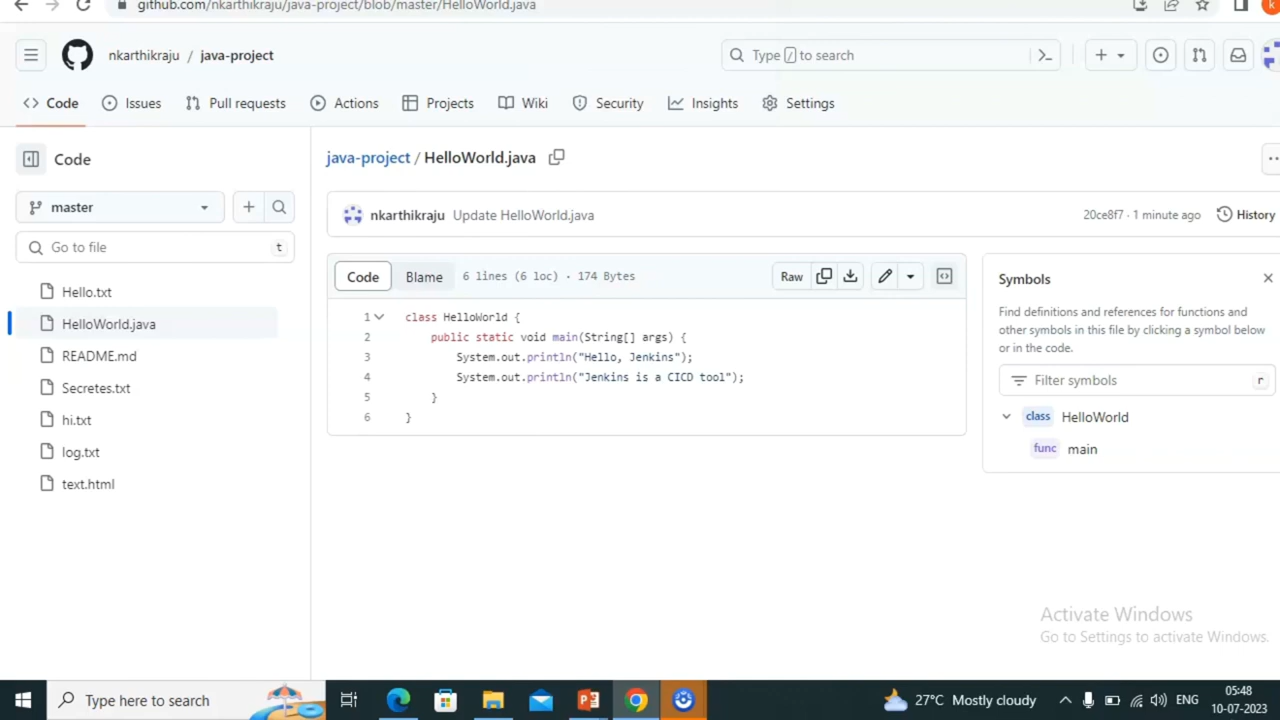 github.com/nkarthikraju/java-project/blob/master/HelloWorld.java
nkarthikraju / java-project
Type / to search
Code Issues Pull requests Actions Projects Wiki Security Insights Settings
Code
java-project / HelloWorld.java
master
nkarthikraju Update HelloWorld.java
20ce8f7 · 1 minute ago History
Go to file t
Code Blame 6 lines (6 loc) · 174 Bytes
Raw
Symbols
Find definitions and references for functions and
other symbols in this file by clicking a symbol below
or in the code.
Filter symbols r
class HelloWorld
func main
Hello.txt
HelloWorld.java
README.md
Secretes.txt
hi.txt
log.txt
text.html
1 class HelloWorld {
2 public static void main(String[] args) {
3 System.out.println("Hello, Jenkins");
4 System.out.println("Jenkins is a CICD tool");
5 }
6 }
Activate Windows
Go to Settings to activate Windows.
Type here to search
27°C Mostly cloudy
ENG
05:48
10-07-2023